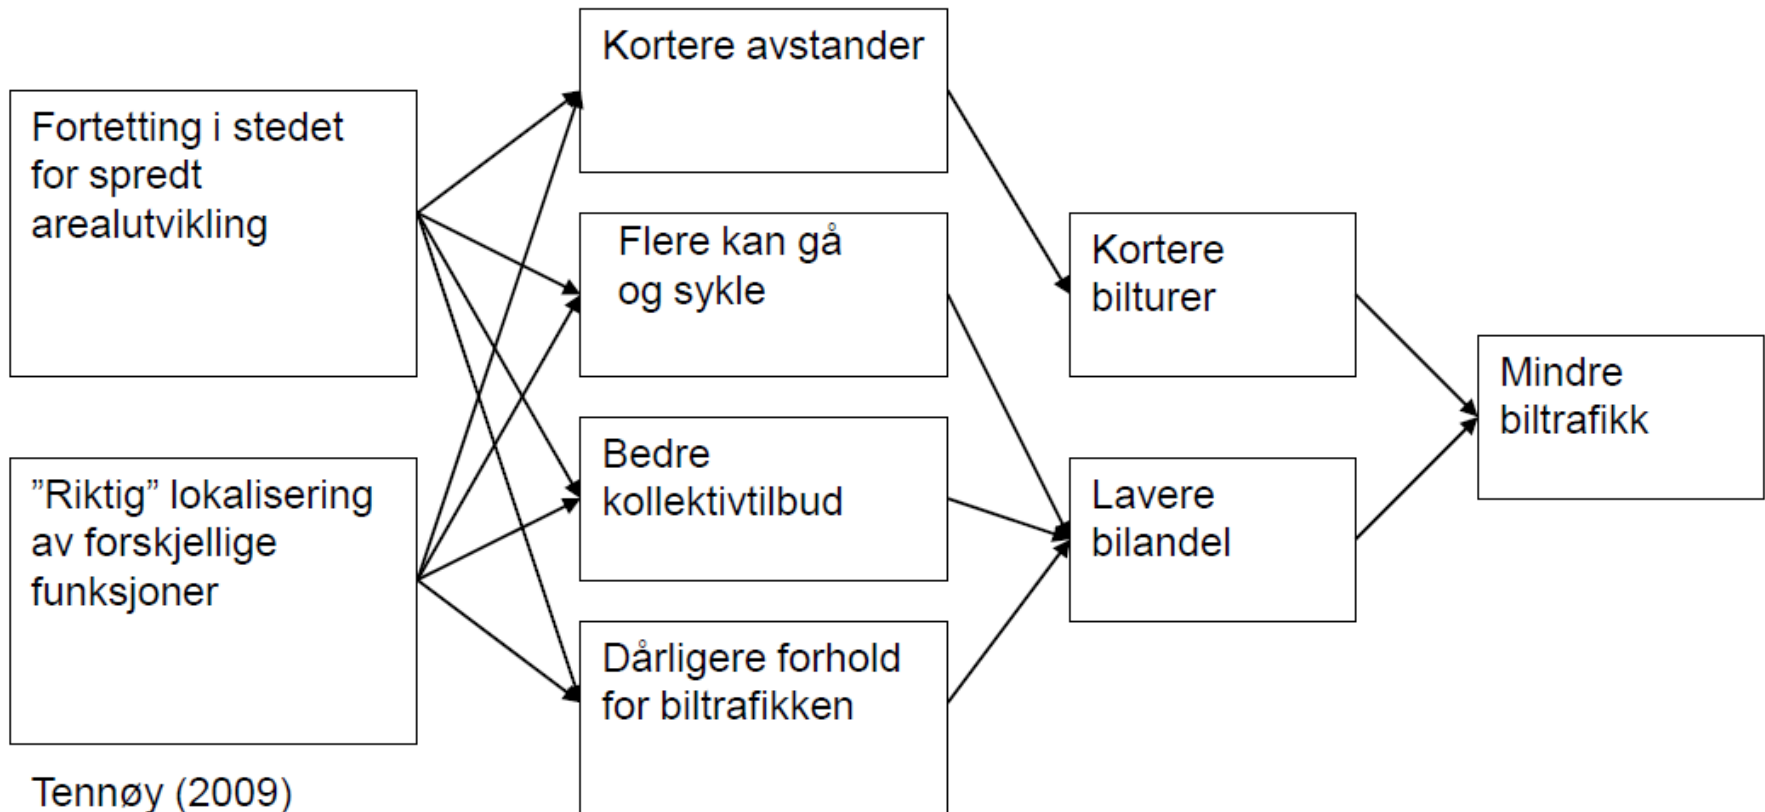 Kortere avstander
Fortetting i stedet
for spredt
arealutvikling
Flere kan gå
og sykle
Kortere
bilturer
Mindre
biltrafikk
Bedre
kollektivtilbud
”Riktig” lokalisering
av forskjellige
funksjoner
Lavere
bilandel
Dårligere forhold
for biltrafikken
Tennøy (2009)